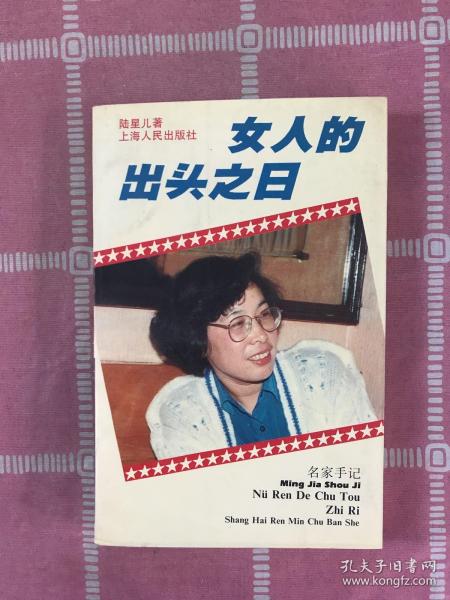 陆星儿著
上海人民出版社
女人的
出头之日
名家手记
Ming Jia Shou Ji
Nü Ren De Chu Tou
Zhi Ri
Shang Hai Ren Min Chu Ban She
孔夫子旧书网
www.kongfz.com